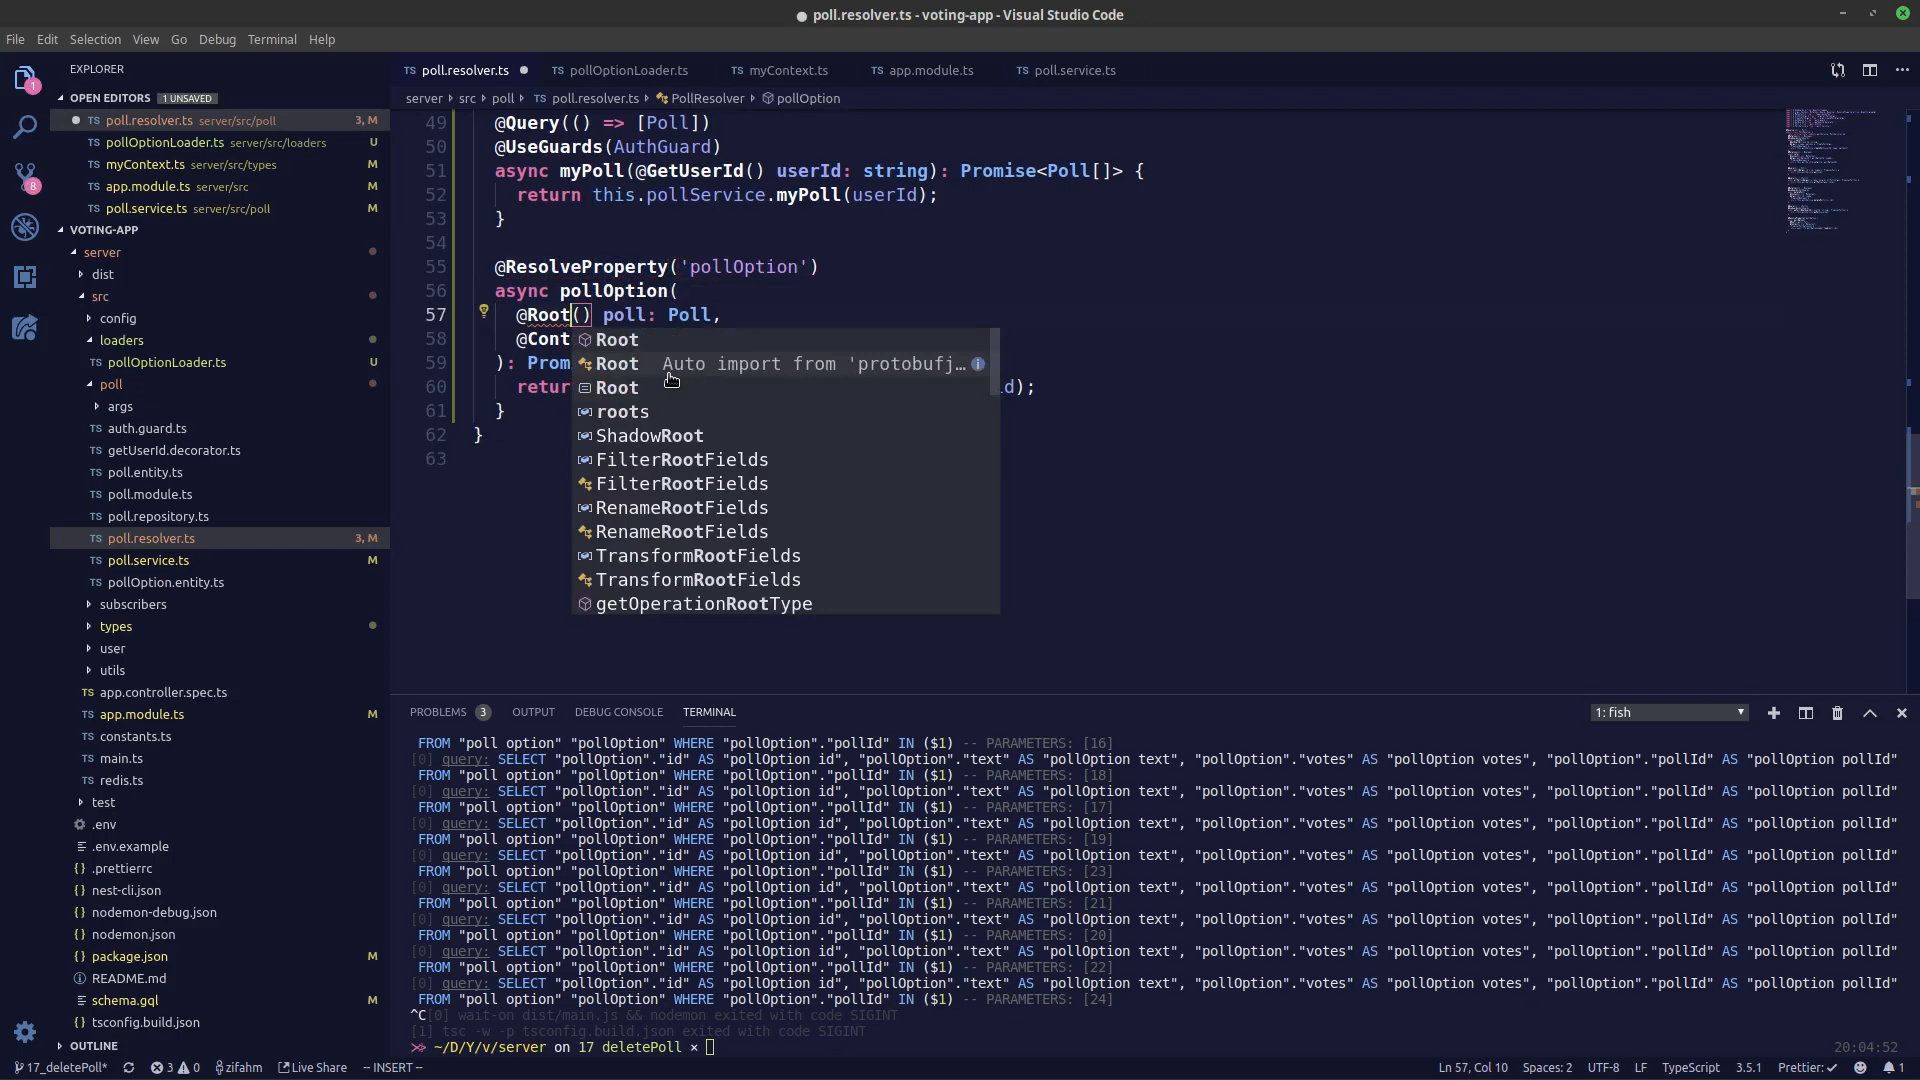 poll.resolver.ts - voting-app - Visual Studio Code
File Edit Selection View Go Debug Terminal Help
EXPLORER
OPEN EDITORS 1 UNSAVED
TS poll.resolver.ts server/src/poll 3, M
TS pollOptionLoader.ts server/src/loaders U
TS myContext.ts server/src/types M
TS app.module.ts server/src M
TS poll.service.ts server/src/poll M
VOTING-APP
server
dist
src
config
loaders
TS pollOptionLoader.ts U
poll
args
TS auth.guard.ts
TS getUserId.decorator.ts
TS poll.entity.ts
TS poll.module.ts
TS poll.repository.ts
TS poll.resolver.ts 3, M
TS poll.service.ts M
TS pollOption.entity.ts
subscribers
types
user
utils
TS app.controller.spec.ts
TS app.module.ts M
TS constants.ts
TS main.ts
TS redis.ts
test
.env
.env.example
{} .prettierrc
{} nest-cli.json
{} nodemon-debug.json
{} nodemon.json
{} package.json M
README.md
schema.gql M
{} tsconfig.build.json
OUTLINE
1
8
TS poll.resolver.ts TS pollOptionLoader.ts TS myContext.ts TS app.module.ts TS poll.service.ts
server src poll TS poll.resolver.ts PollResolver pollOption
49 @Query(() => [Poll])
50 @UseGuards(AuthGuard)
51 async myPoll(@GetUserId() userId: string): Promise<Poll[]> {
52 return this.pollService.myPoll(userId);
53 }
54
55 @ResolveProperty('pollOption')
56 async pollOption(
57 @Root() poll: Poll,
58 @Cont
59 ): Prom
60 retur d);
61 }
62 }
63
Root
Root Auto import from 'protobufj…
Root
roots
ShadowRoot
FilterRootFields
FilterRootFields
RenameRootFields
RenameRootFields
TransformRootFields
TransformRootFields
getOperationRootType
PROBLEMS 3 OUTPUT DEBUG CONSOLE TERMINAL 1: fish
FROM "poll option" "pollOption" WHERE "pollOption"."pollId" IN ($1) -- PARAMETERS: [16]
[0] query: SELECT "pollOption"."id" AS "pollOption id", "pollOption"."text" AS "pollOption text", "pollOption"."votes" AS "pollOption votes", "pollOption"."pollId" AS "pollOption pollId"
FROM "poll option" "pollOption" WHERE "pollOption"."pollId" IN ($1) -- PARAMETERS: [18]
[0] query: SELECT "pollOption"."id" AS "pollOption id", "pollOption"."text" AS "pollOption text", "pollOption"."votes" AS "pollOption votes", "pollOption"."pollId" AS "pollOption pollId"
FROM "poll option" "pollOption" WHERE "pollOption"."pollId" IN ($1) -- PARAMETERS: [17]
[0] query: SELECT "pollOption"."id" AS "pollOption id", "pollOption"."text" AS "pollOption text", "pollOption"."votes" AS "pollOption votes", "pollOption"."pollId" AS "pollOption pollId"
FROM "poll option" "pollOption" WHERE "pollOption"."pollId" IN ($1) -- PARAMETERS: [19]
[0] query: SELECT "pollOption"."id" AS "pollOption id", "pollOption"."text" AS "pollOption text", "pollOption"."votes" AS "pollOption votes", "pollOption"."pollId" AS "pollOption pollId"
FROM "poll option" "pollOption" WHERE "pollOption"."pollId" IN ($1) -- PARAMETERS: [23]
[0] query: SELECT "pollOption"."id" AS "pollOption id", "pollOption"."text" AS "pollOption text", "pollOption"."votes" AS "pollOption votes", "pollOption"."pollId" AS "pollOption pollId"
FROM "poll option" "pollOption" WHERE "pollOption"."pollId" IN ($1) -- PARAMETERS: [21]
[0] query: SELECT "pollOption"."id" AS "pollOption id", "pollOption"."text" AS "pollOption text", "pollOption"."votes" AS "pollOption votes", "pollOption"."pollId" AS "pollOption pollId"
FROM "poll option" "pollOption" WHERE "pollOption"."pollId" IN ($1) -- PARAMETERS: [20]
[0] query: SELECT "pollOption"."id" AS "pollOption id", "pollOption"."text" AS "pollOption text", "pollOption"."votes" AS "pollOption votes", "pollOption"."pollId" AS "pollOption pollId"
FROM "poll option" "pollOption" WHERE "pollOption"."pollId" IN ($1) -- PARAMETERS: [22]
[0] query: SELECT "pollOption"."id" AS "pollOption id", "pollOption"."text" AS "pollOption text", "pollOption"."votes" AS "pollOption votes", "pollOption"."pollId" AS "pollOption pollId"
FROM "poll option" "pollOption" WHERE "pollOption"."pollId" IN ($1) -- PARAMETERS: [24]
^C[0] wait-on dist/main.js && nodemon exited with code SIGINT
[1] tsc -w -p tsconfig.build.json exited with code SIGINT
~/D/Y/v/server on 17 deletePoll × 20:04:52
17_deletePoll* 3 0 zifahm Live Share -- INSERT -- Ln 57, Col 10 Spaces: 2 UTF-8 LF TypeScript 3.5.1 Prettier: ✓ 1